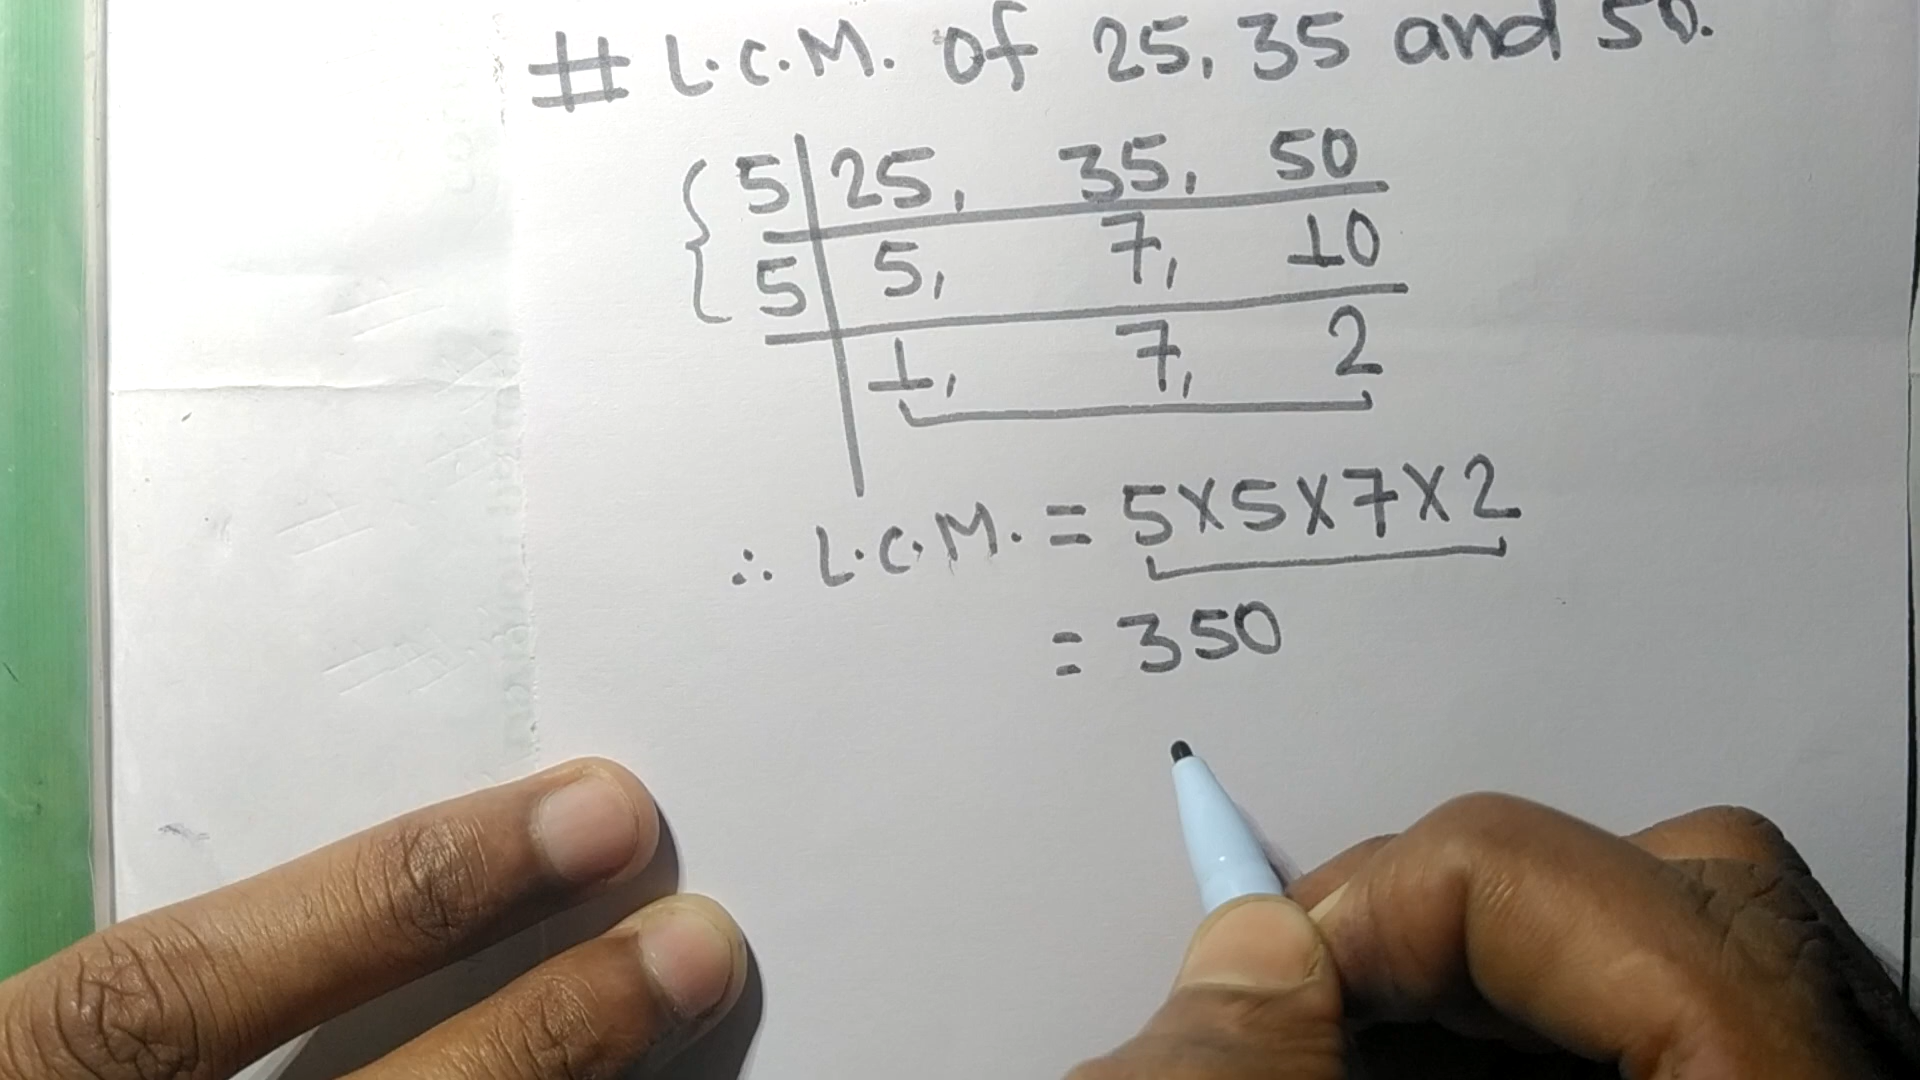 # L.C.M. of 25, 35 and 50.
5 | 25, 35, 50
5 | 5, 7, 10
1, 7, 2
∴ L.C.M. = 5×5×7×2
= 350